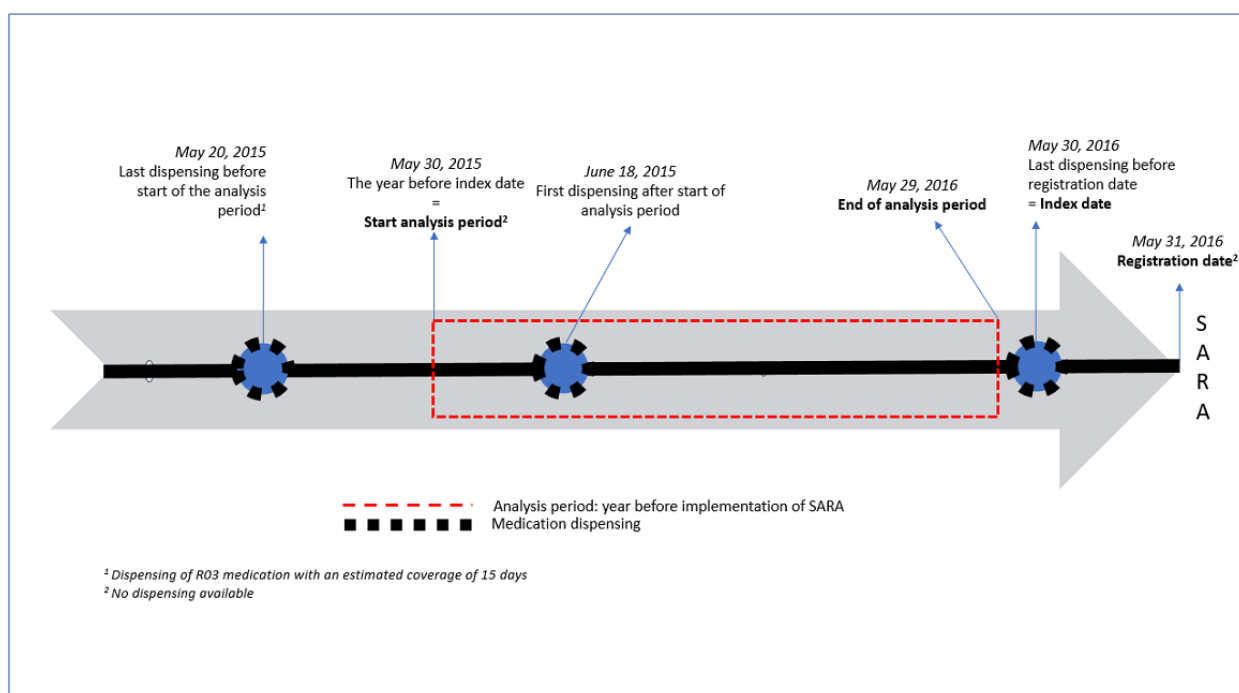 May 20, 2015
Last dispensing before
start of the analysis
period¹
May 30, 2015
The year before index date
=
Start analysis period²
June 18, 2015
First dispensing after start of
analysis period
May 29, 2016
End of analysis period
May 30, 2016
Last dispensing before
registration date
= Index date
May 31, 2016
Registration date²
S
A
R
A
Analysis period: year before implementation of SARA
Medication dispensing
¹ Dispensing of R03 medication with an estimated coverage of 15 days
² No dispensing available